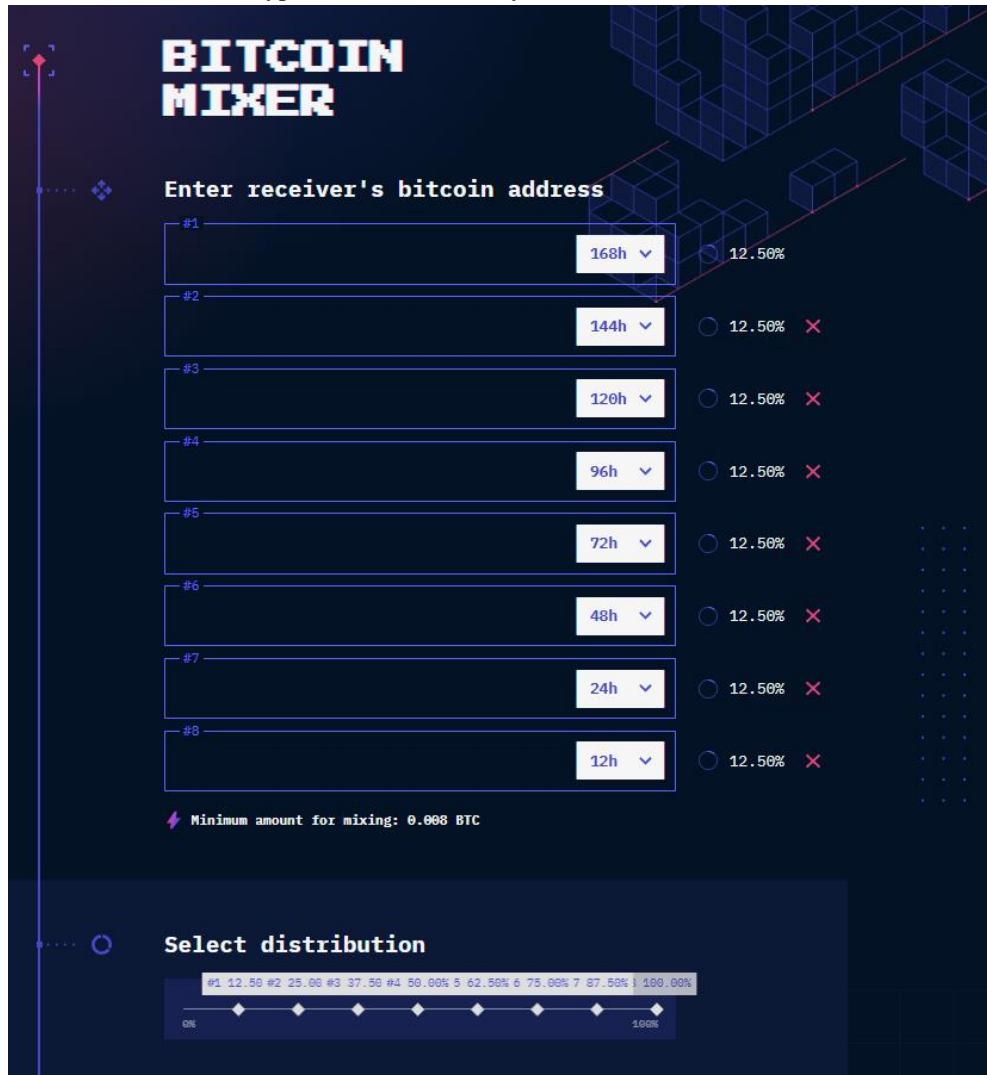 BITCOIN
MIXER
Enter receiver's bitcoin address
#1
168h
12.50%
#2
144h
12.50%
#3
120h
12.50%
#4
96h
12.50%
#5
72h
12.50%
#6
48h
12.50%
#7
24h
12.50%
#8
12h
12.50%
Minimum amount for mixing: 0.008 BTC
Select distribution
#1 12.50 #2 25.00 #3 37.50 #4 50.00% 5 62.50% 6 75.00% 7 87.50% 100.00%
0% 100%